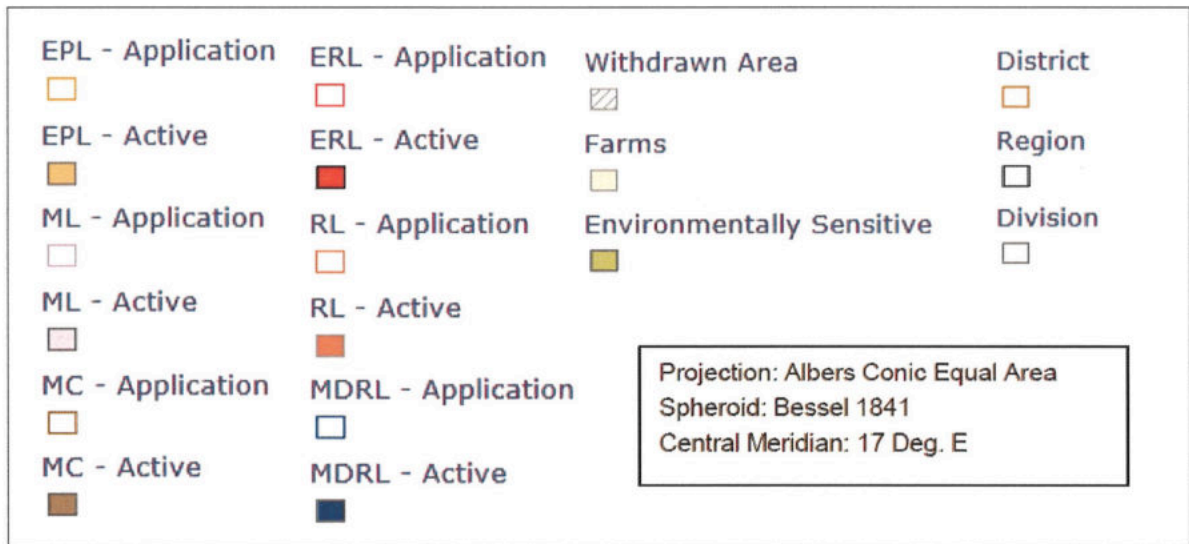 EPL - Application
EPL - Active
ML - Application
ML - Active
MC - Application
MC - Active
ERL - Application
ERL - Active
RL - Application
RL - Active
MDRL - Application
MDRL - Active
Withdrawn Area
Farms
Environmentally Sensitive
District
Region
Division
Projection: Albers Conic Equal Area
Spheroid: Bessel 1841
Central Meridian: 17 Deg. E